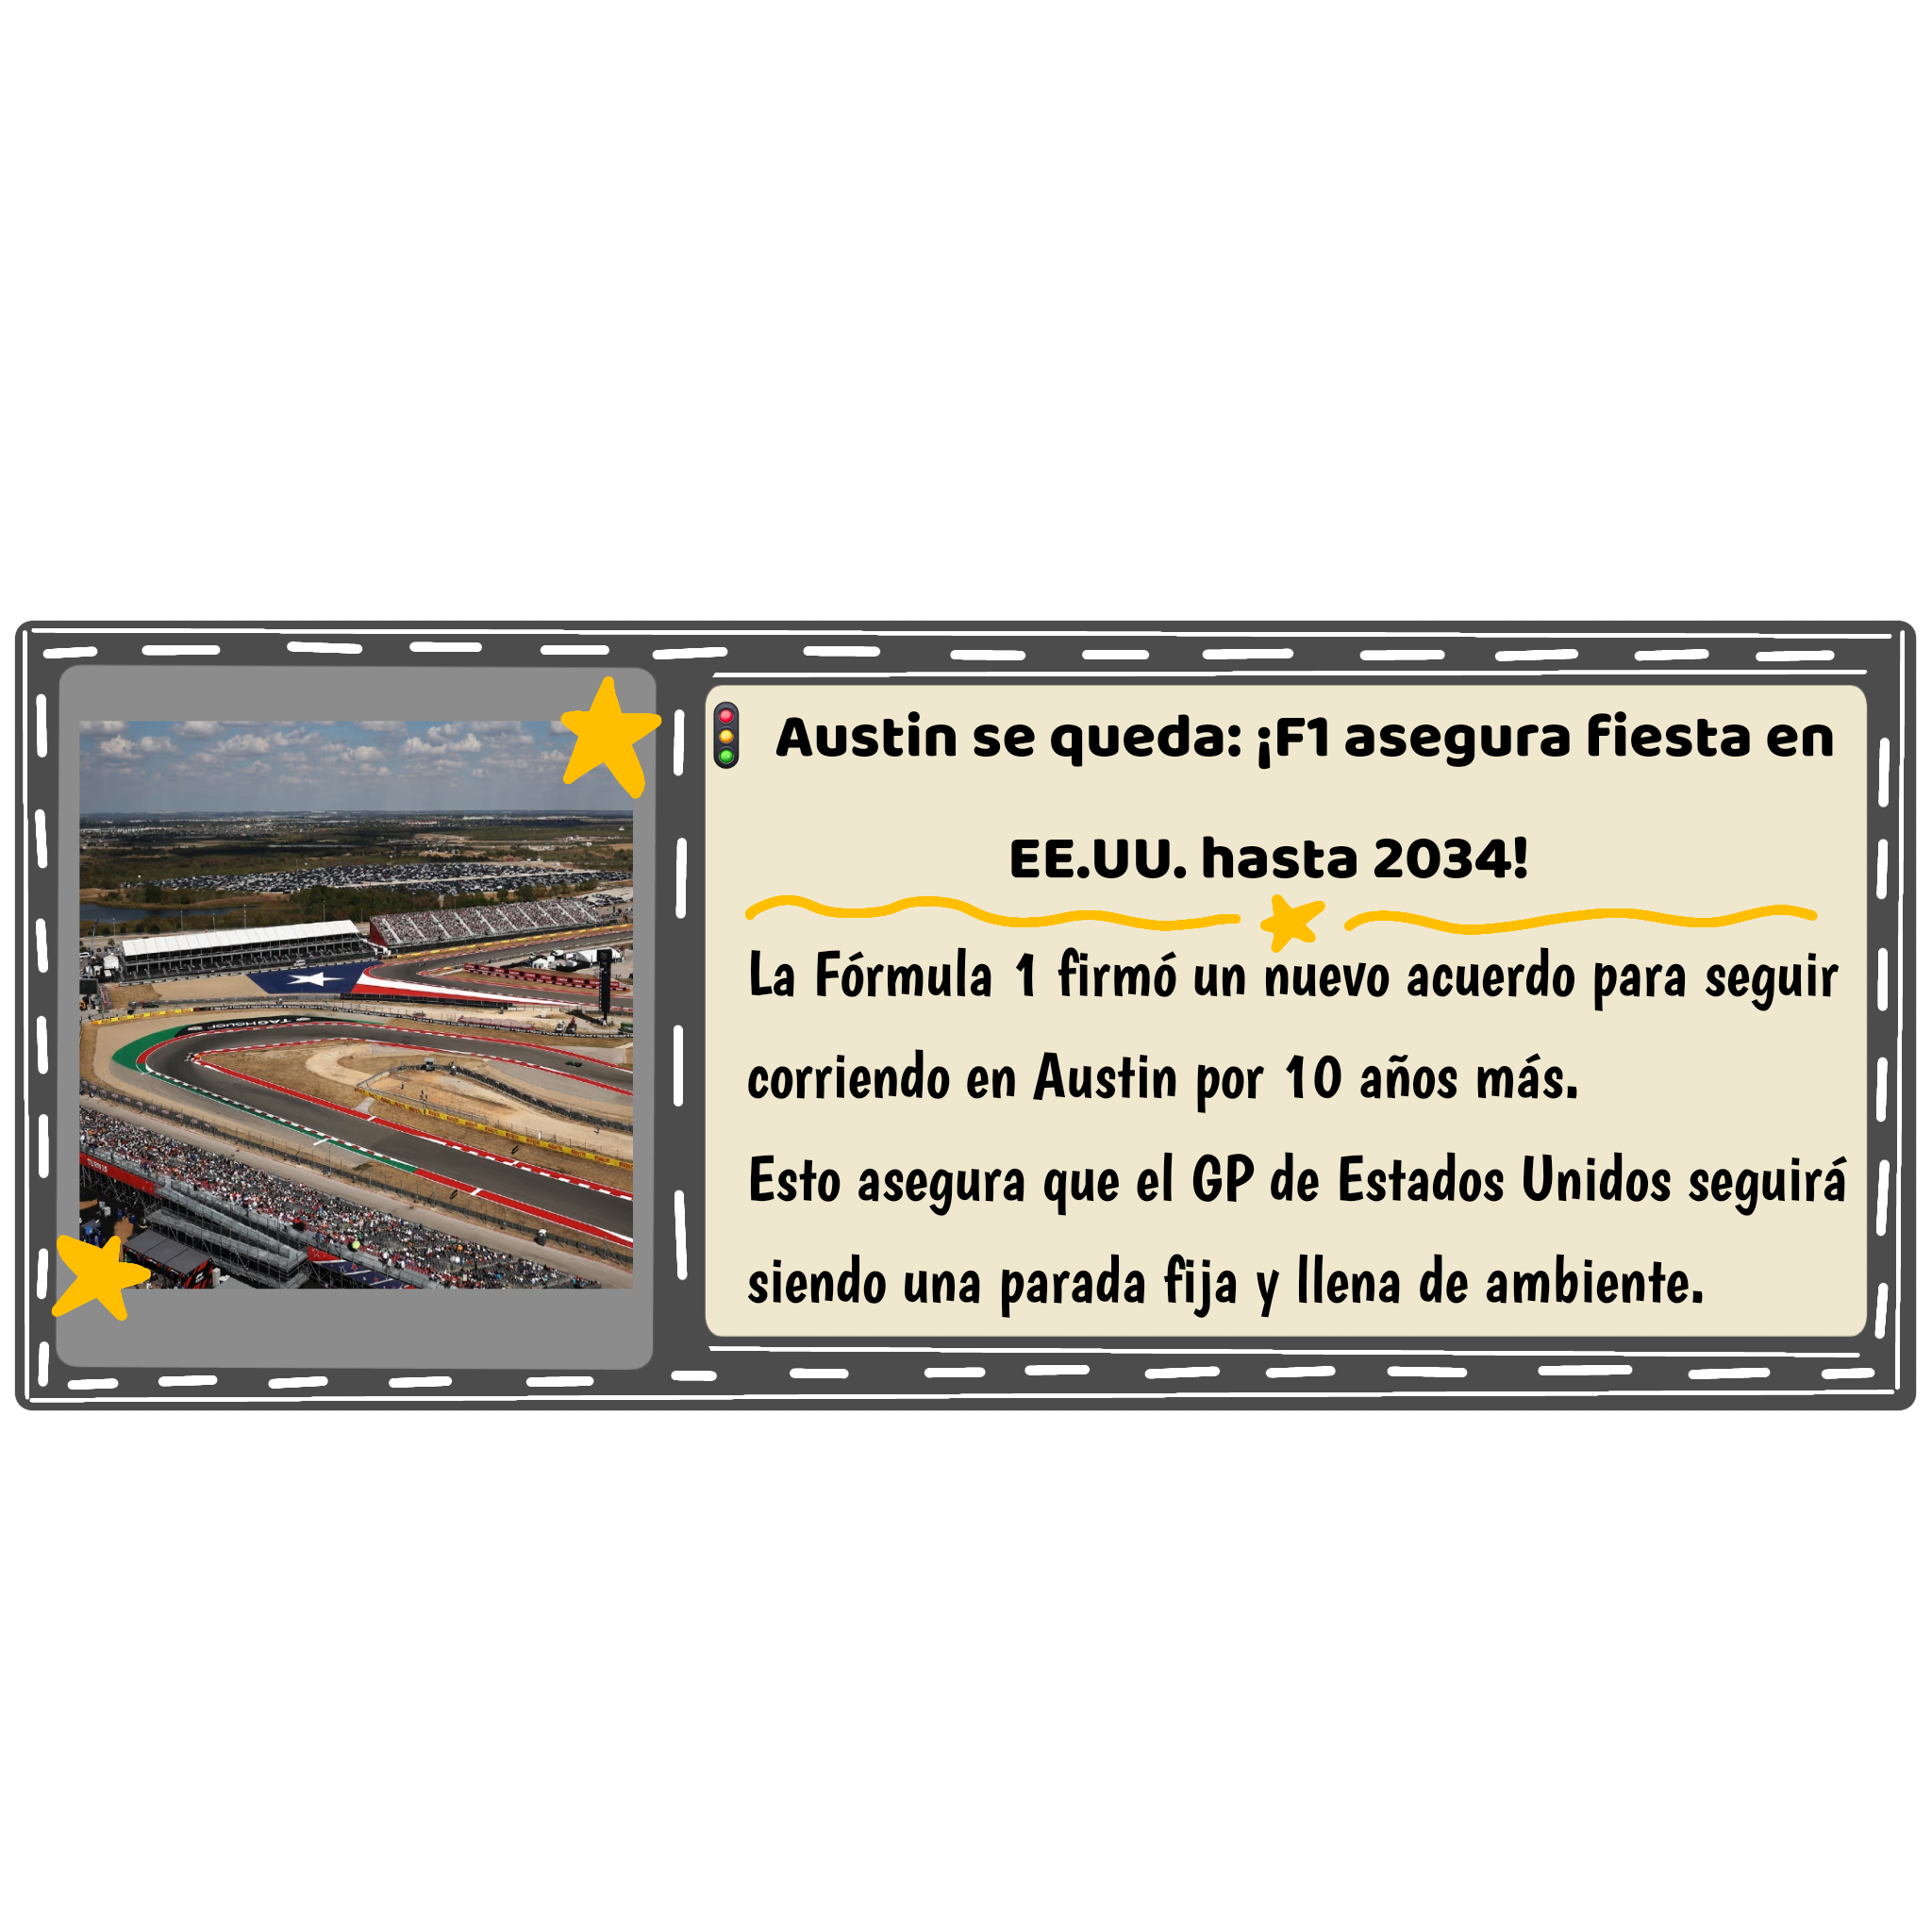 🚦 Austin se queda: ¡F1 asegura fiesta en
EE.UU. hasta 2034!
La Fórmula 1 firmó un nuevo acuerdo para seguir
corriendo en Austin por 10 años más.
Esto asegura que el GP de Estados Unidos seguirá
siendo una parada fija y llena de ambiente.